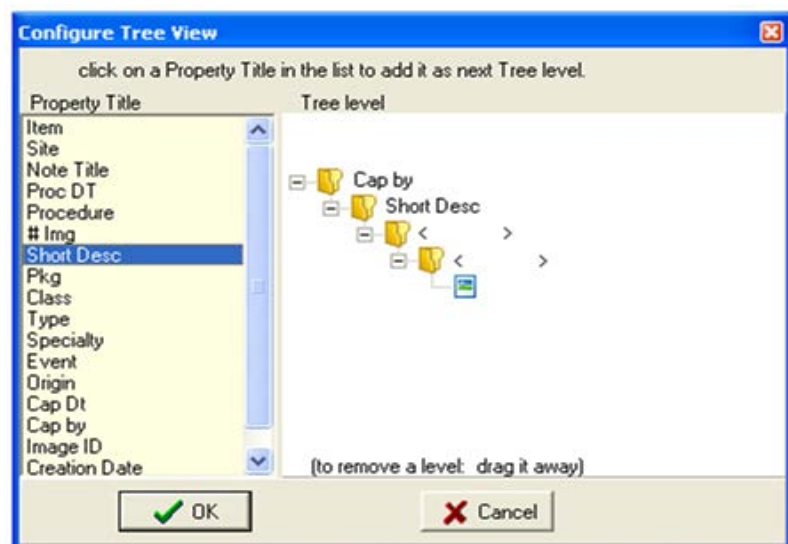 Configure Tree View
click on a Property Title in the list to add it as next Tree level.
Property Title
Tree level
Item
Site
Note Title
Proc DT
Procedure
# Img
Short Desc
Pkg
Class
Type
Specialty
Event
Origin
Cap Dt
Cap by
Image ID
Creation Date
Cap by
Short Desc
< >
< >
(to remove a level: drag it away)
OK
Cancel